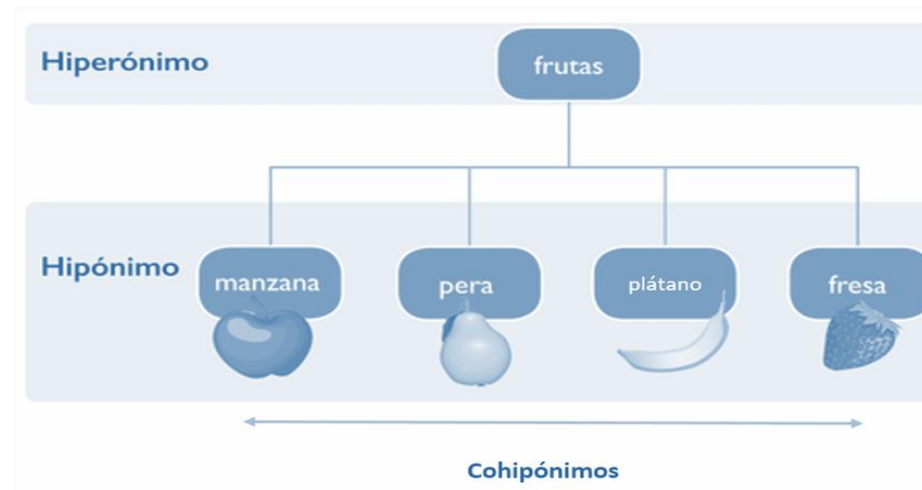 Hiperónimo
frutas
Hipónimo
manzana
pera
plátano
fresa
Cohipónimos